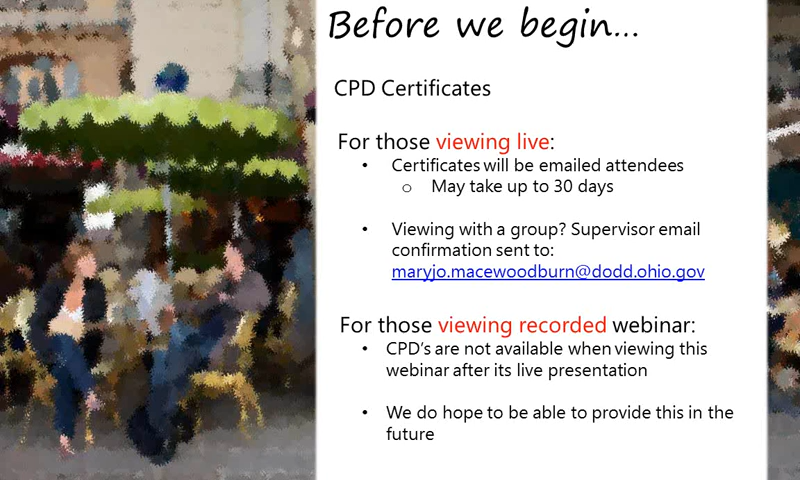 Before we begin...
CPD Certificates
For those viewing live:
• Certificates will be emailed attendees
o May take up to 30 days
• Viewing with a group? Supervisor email
confirmation sent to:
maryjo.macewoodburn@dodd.ohio.gov
For those viewing recorded webinar:
• CPD's are not available when viewing this
webinar after its live presentation
• We do hope to be able to provide this in the
future